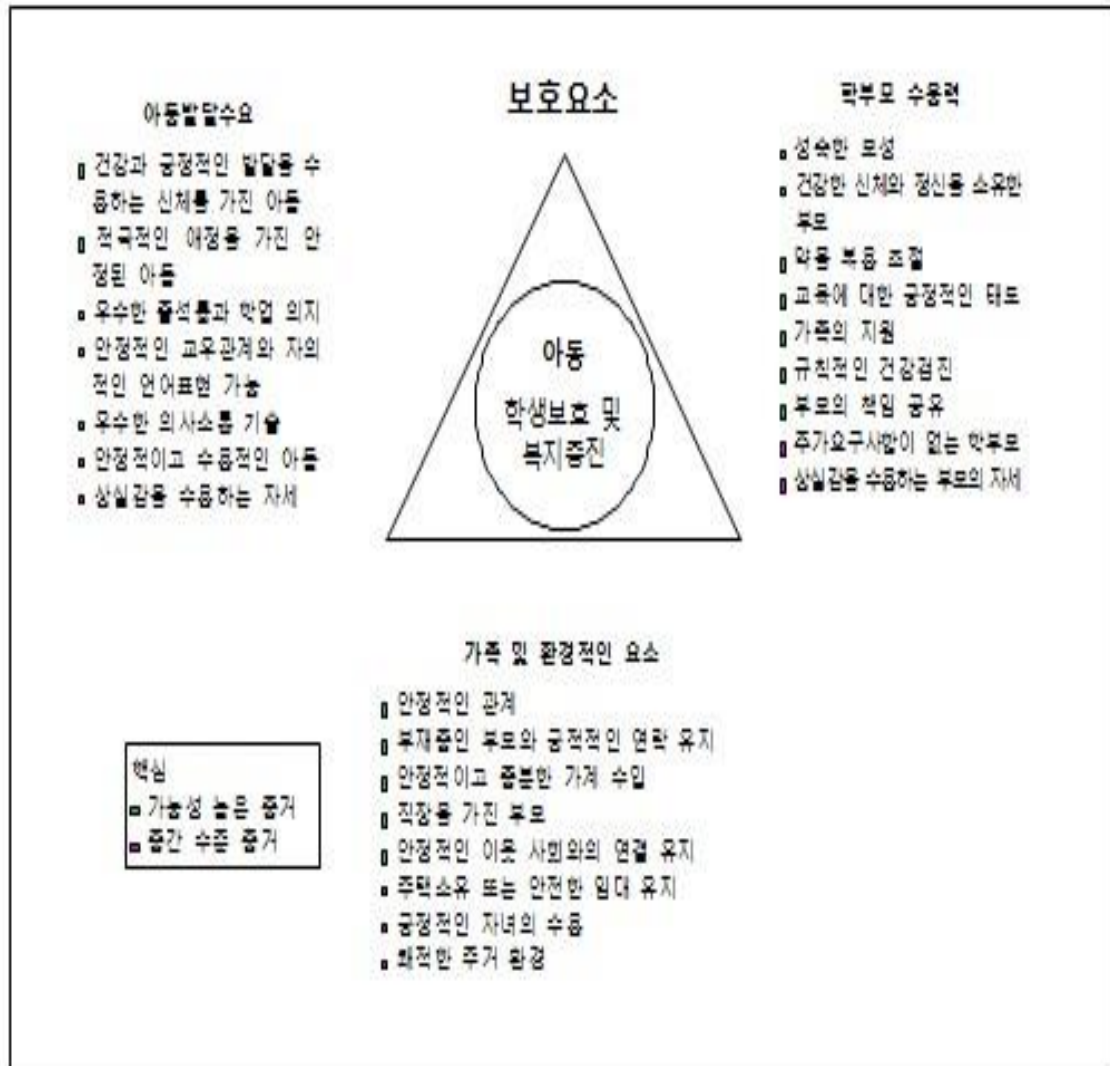 보호요소
아동발달수요
건강과 긍정적인 발달을 수
용하는 신체를 가진 아동
적극적인 애정을 가진 안
정된 아동
우수한 출석률과 학업 의지
안정적인 교우관계와 자의
적인 언어표현 가능
우수한 의사소통 기술
안정적이고 수용적인 아동
상실감을 수용하는 자세
학부모 수용력
성숙한 모성
건강한 신체와 정신을 소유한
부모
약물 복용 조절
교육에 대한 긍정적인 태도
가족의 지원
규칙적인 건강검진
부모의 책임 공유
추가요구사항이 없는 학부모
상실감을 수용하는 부모의 자세
아동
학생보호 및
복지증진
가족 및 환경적인 요소
안정적인 관계
부재중인 부모와 긍적적인 연락 유지
안정적이고 충분한 가계 수입
직장을 가진 부모
안정적인 이웃 사회와의 연결 유지
주택소유 또는 안전한 임대 유지
긍정적인 자녀의 수용
쾌적한 주거 환경
핵심
가능성 높은 증거
중간 수준 증거